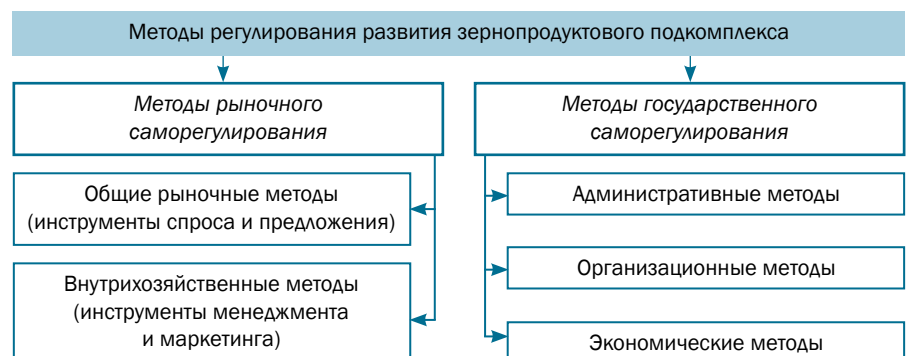 Методы регулирования развития зернопродуктового подкомплекса
Методы рыночного
саморегулирования
Методы государственного
саморегулирования
Общие рыночные методы
(инструменты спроса и предложения)
Внутрихозяйственные методы
(инструменты менеджмента
и маркетинга)
Административные методы
Организационные методы
Экономические методы